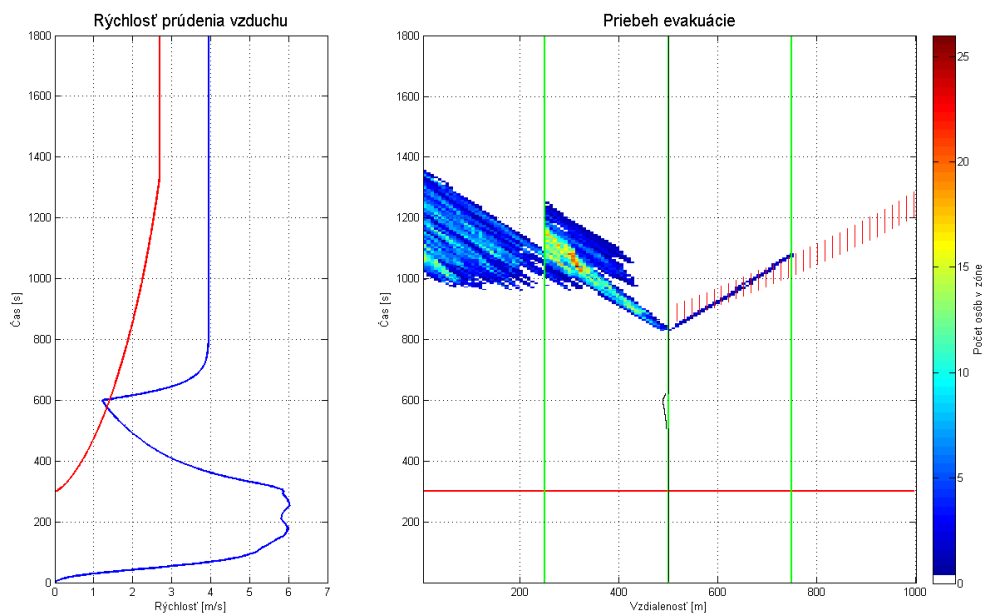 Rýchlosť prúdenia vzduchu
1800
1600
1400
1200
1000
800
600
400
200
0
Čas [s]
0 1 2 3 4 5 6 7
Rýchlosť [m/s]
Priebeh evakuácie
1800
1600
1400
1200
1000
800
600
400
200
Čas [s]
200 400 600 800 1000
Vzdialenosť [m]
25
20
15
10
5
0
Počet osôb v zóne